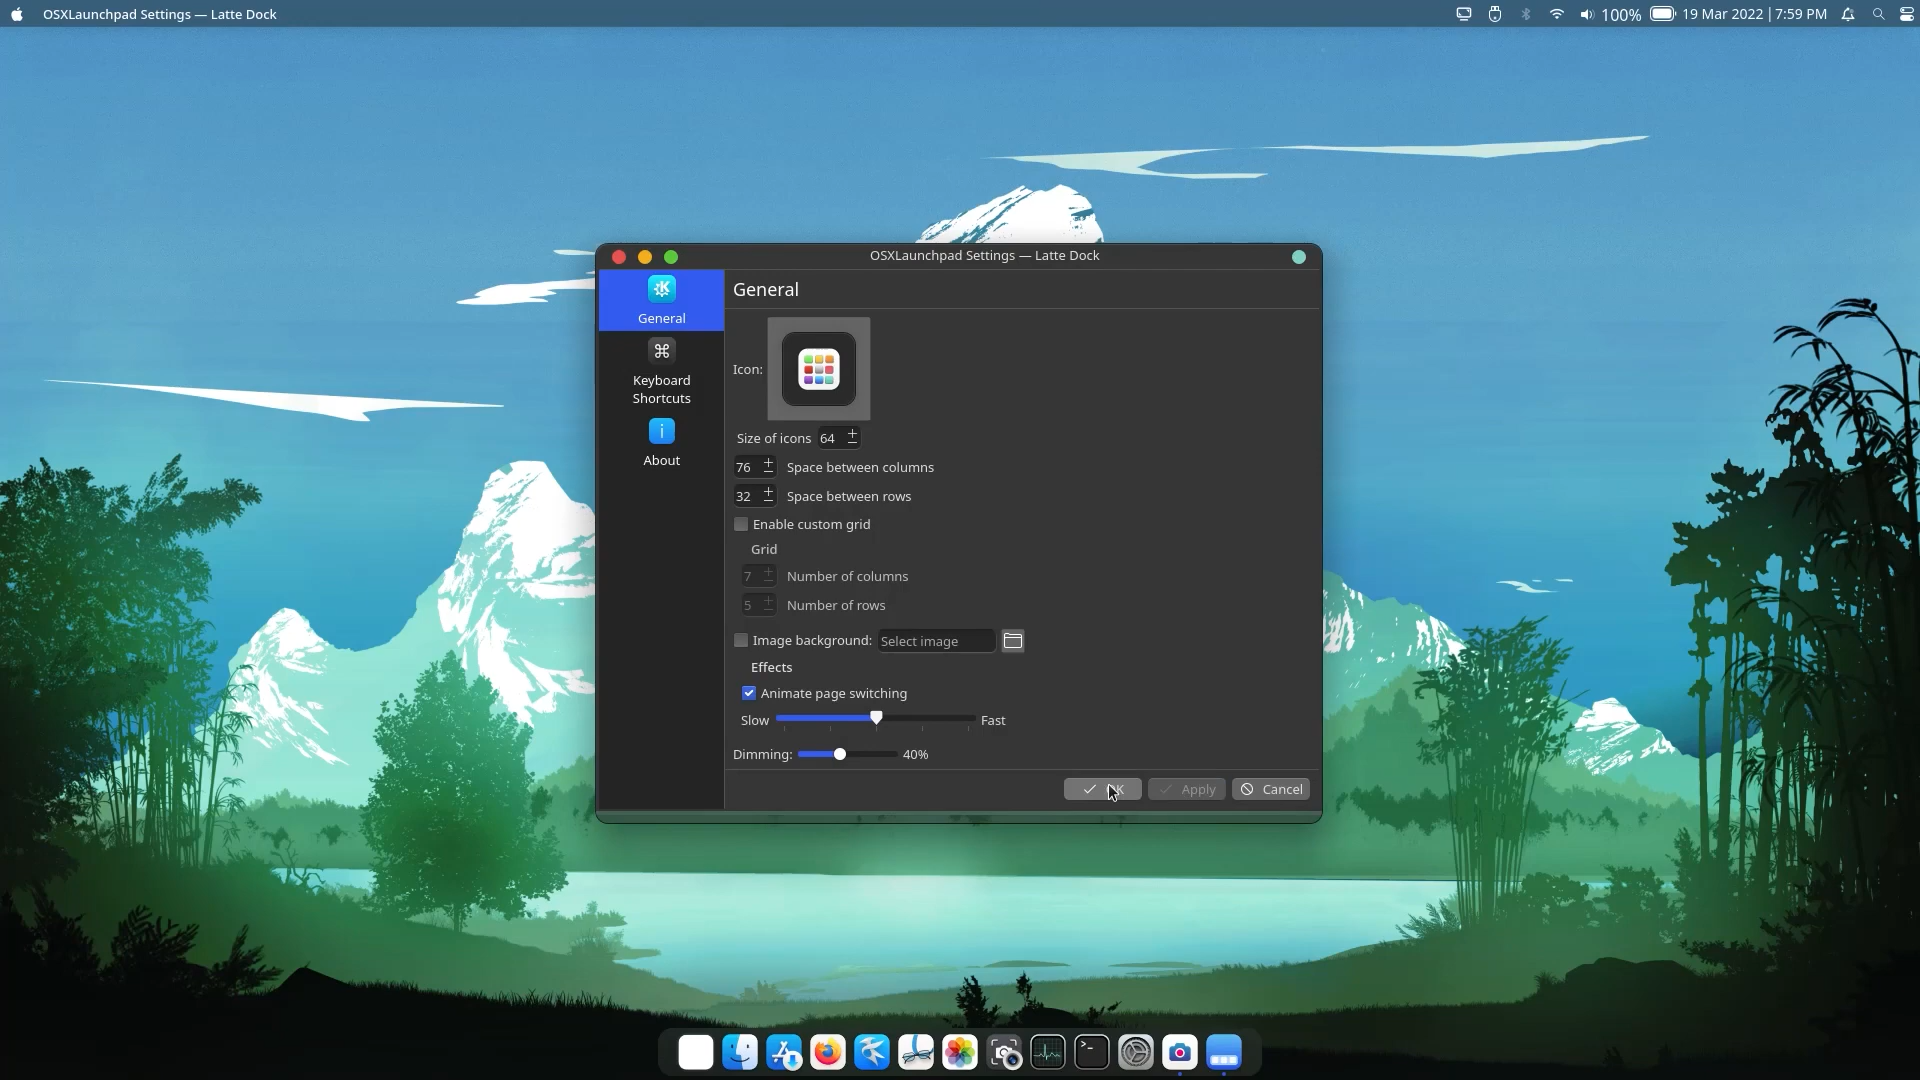 OSXLaunchpad Settings — Latte Dock
100% 19 Mar 2022 | 7:59 PM
OSXLaunchpad Settings — Latte Dock
General
Keyboard
Shortcuts
About
General
Icon:
Size of icons 64
76 Space between columns
32 Space between rows
Enable custom grid
Grid
7 Number of columns
5 Number of rows
Image background: Select image
Effects
Animate page switching
Slow Fast
Dimming: 40%
OK Apply Cancel